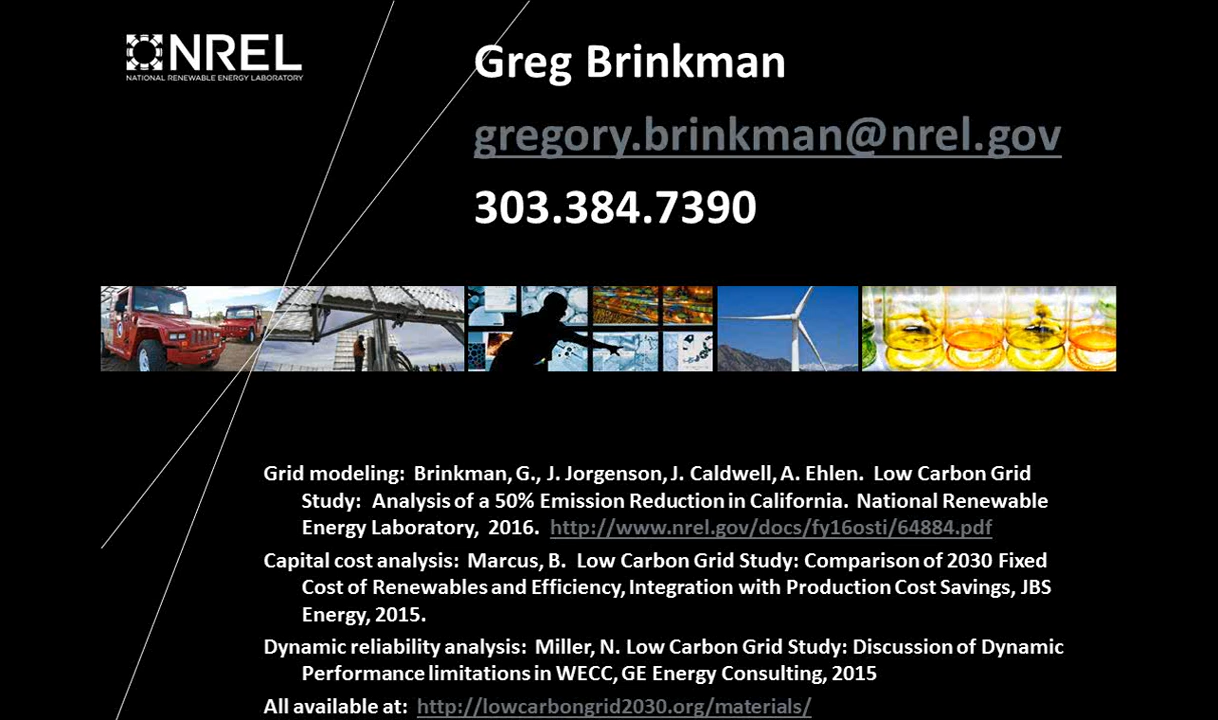 NREL
NATIONAL RENEWABLE ENERGY LABORATORY
Greg Brinkman
gregory.brinkman@nrel.gov
303.384.7390
Grid modeling: Brinkman, G., J. Jorgenson, J. Caldwell, A. Ehlen. Low Carbon Grid
Study: Analysis of a 50% Emission Reduction in California. National Renewable
Energy Laboratory, 2016. http://www.nrel.gov/docs/fy16osti/64884.pdf
Capital cost analysis: Marcus, B. Low Carbon Grid Study: Comparison of 2030 Fixed
Cost of Renewables and Efficiency, Integration with Production Cost Savings, JBS
Energy, 2015.
Dynamic reliability analysis: Miller, N. Low Carbon Grid Study: Discussion of Dynamic
Performance limitations in WECC, GE Energy Consulting, 2015
All available at: http://lowcarbongrid2030.org/materials/